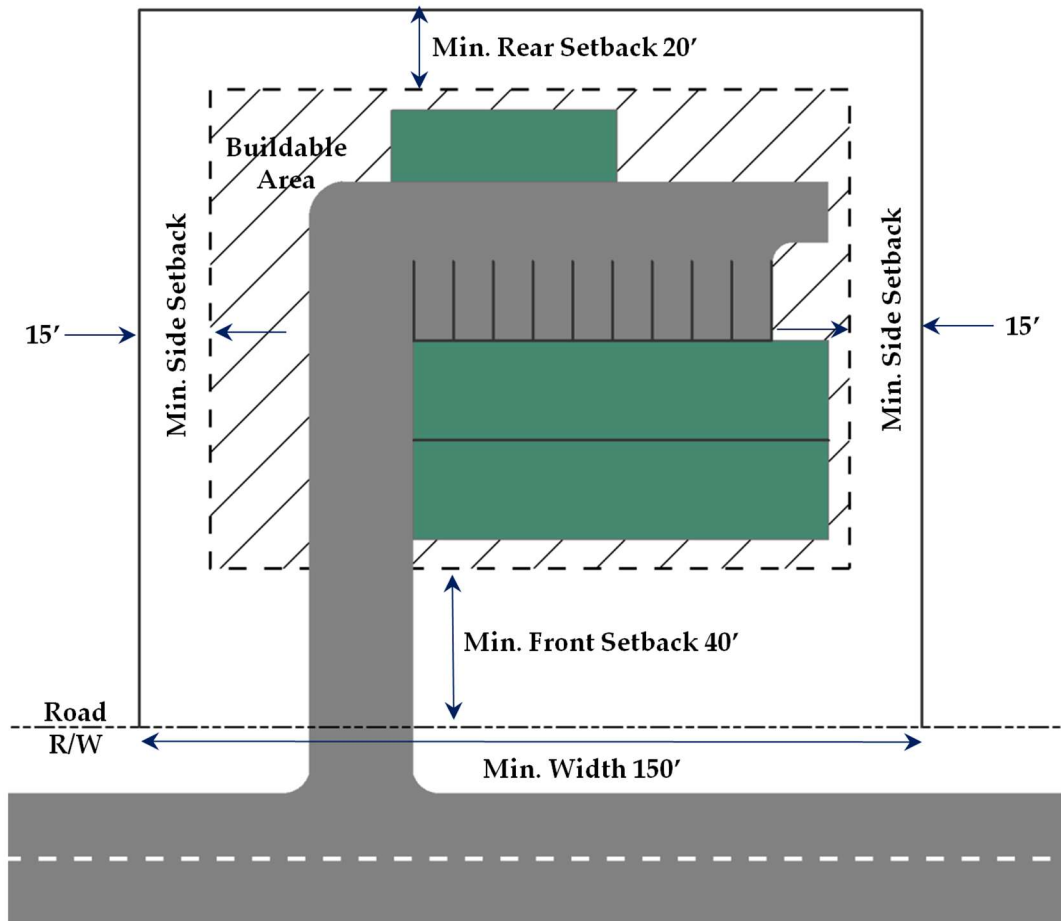 Min. Rear Setback 20’
Buildable
Area
Min. Side Setback
Min. Side Setback
15’
15’
Min. Front Setback 40’
Road
R/W
Min. Width 150’